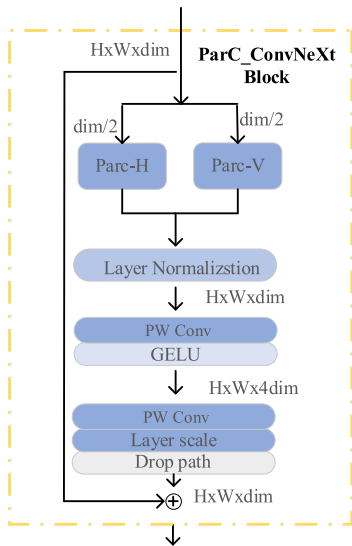 HxWxdim
ParC_ConvNeXt
Block
dim/2
dim/2
Parc-H
Parc-V
Layer Normalizstion
HxWxdim
PW Conv
GELU
HxWx4dim
PW Conv
Layer scale
Drop path
HxWxdim